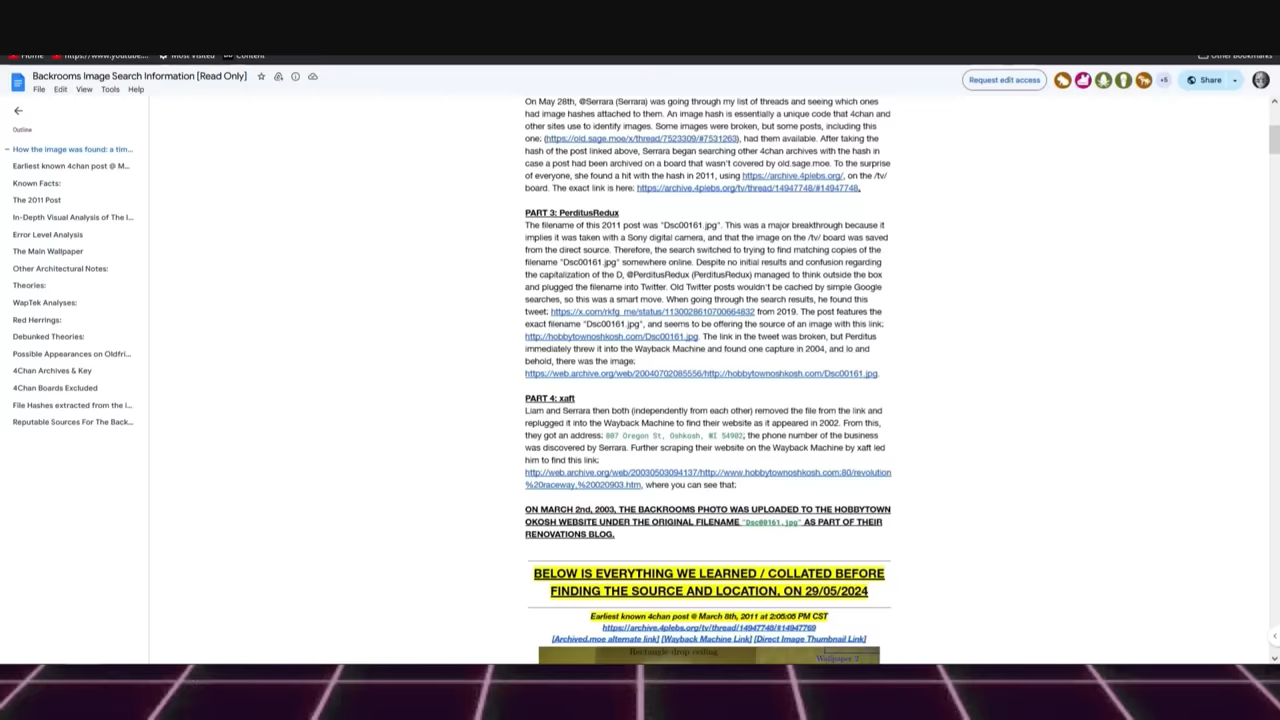 Home https://www.youtube.... Most Visited Content Other Bookmarks
Backrooms Image Search Information [Read Only]
File Edit View Tools Help
Request edit access
+5
Share
Outline
How the image was found: a tim...
Earliest known 4chan post @ M...
Known Facts:
The 2011 Post
In-Depth Visual Analysis of The I...
Error Level Analysis
The Main Wallpaper
Other Architectural Notes:
Theories:
WapTek Analyses:
Red Herrings:
Debunked Theories:
Possible Appearances on Oldfri...
4Chan Archives & Key
4Chan Boards Excluded
File Hashes extracted from the I...
Reputable Sources For The Back...
On May 28th, @Serrara (Serrara) was going through my list of threads and seeing which ones
had image hashes attached to them. An image hash is essentially a unique code that 4chan and
other sites use to identify images. Some images were broken, but some posts, including this
one: (https://old.sage.moe/x/thread/7523309/#7531263), had them available. After taking the
hash of the post linked above, Serrara began searching other 4chan archives with the hash in
case a post had been archived on a board that wasn't covered by old.sage.moe. To the surprise
of everyone, she found a hit with the hash in 2011, using https://archive.4plebs.org/, on the /tv/
board. The exact link is here: https://archive.4plebs.org/tv/thread/14947748/#14947748.
PART 3: PerditusRedux
The filename of this 2011 post was "Dsc00161.jpg". This was a major breakthrough because it
implies it was taken with a Sony digital camera, and that the image on the /tv/ board was saved
from the direct source. Therefore, the search switched to trying to find matching copies of the
filename "Dsc00161.jpg" somewhere online. Despite no initial results and confusion regarding
the capitalization of the D, @PerditusRedux (PerditusRedux) managed to think outside the box
and plugged the filename into Twitter. Old Twitter posts wouldn't be cached by simple Google
searches, so this was a smart move. When going through the search results, he found this
tweet: https://x.com/rkfg_me/status/1130028610700664832 from 2019. The post features the
exact filename "Dsc00161.jpg", and seems to be offering the source of an image with this link:
http://hobbytownoshkosh.com/Dsc00161.jpg. The link in the tweet was broken, but Perditus
immediately threw it into the Wayback Machine and found one capture in 2004, and lo and
behold, there was the image:
https://web.archive.org/web/20040702085556/http://hobbytownoshkosh.com/Dsc00161.jpg.
PART 4: xaft
Liam and Serrara then both (independently from each other) removed the file from the link and
replugged it into the Wayback Machine to find their website as it appeared in 2002. From this,
they got an address: 807 Oregon St, Oshkosh, WI 54902; the phone number of the business
was discovered by Serrara. Further scraping their website on the Wayback Machine by xaft led
him to find this link:
http://web.archive.org/web/20030503094137/http://www.hobbytownoshkosh.com:80/revolution
%20raceway,%20020903.htm, where you can see that:
ON MARCH 2nd, 2003, THE BACKROOMS PHOTO WAS UPLOADED TO THE HOBBYTOWN
OKOSH WEBSITE UNDER THE ORIGINAL FILENAME "Dsc00161.jpg" AS PART OF THEIR
RENOVATIONS BLOG.
BELOW IS EVERYTHING WE LEARNED / COLLATED BEFORE
FINDING THE SOURCE AND LOCATION, ON 29/05/2024
Earliest known 4chan post @ March 8th, 2011 at 2:05:05 PM CST
https://archive.4plebs.org/tv/thread/14947748/#14947769
[Archived.moe alternate link] [Wayback Machine Link] [Direct Image Thumbnail Link]
Rectangle drop ceiling
Wallpaper 2